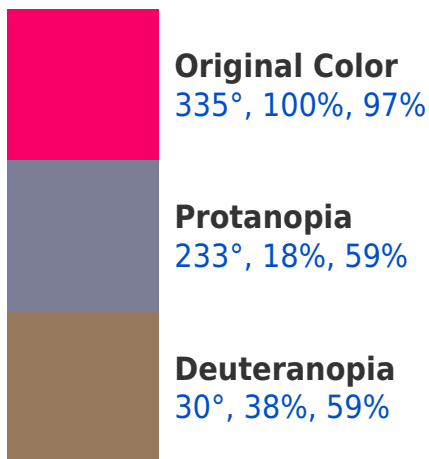 Original Color
335°, 100%, 97%
Protanopia
233°, 18%, 59%
Deuteranopia
30°, 38%, 59%